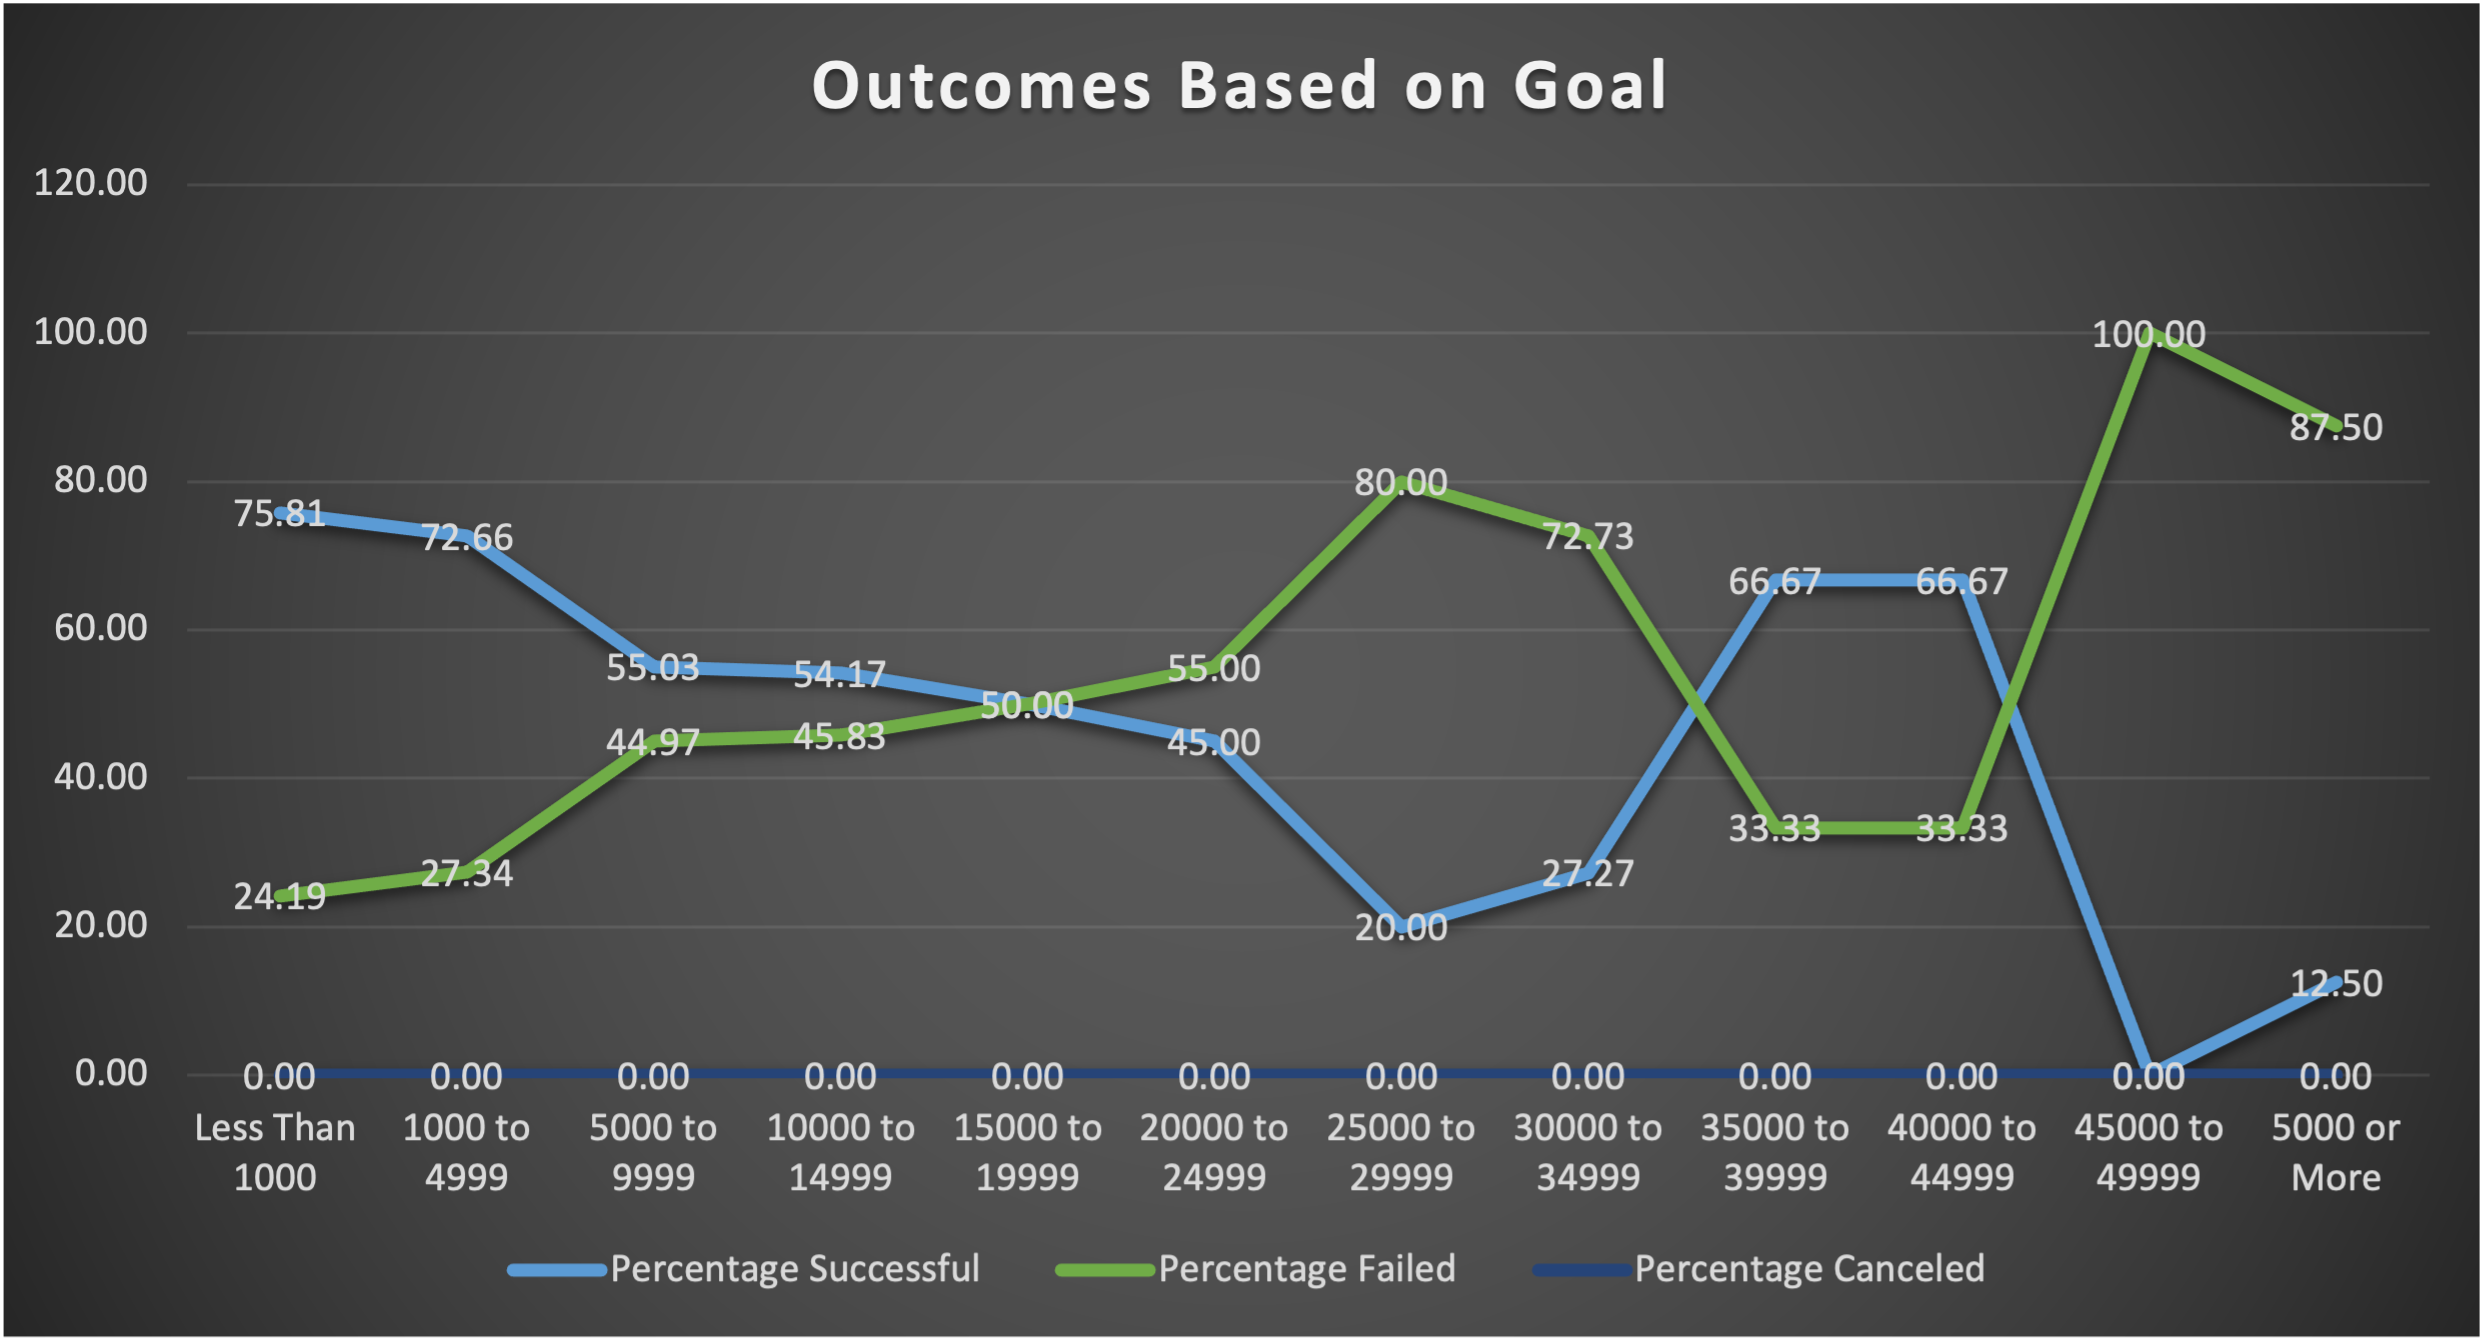 Outcomes Based on Goal
120.00
100.00
80.00
60.00
40.00
20.00
0.00
75.81
72.66
55.03
54.17
50.00
45.00
20.00
27.27
66.67
66.67
0.00
12.50
24.19
27.34
44.97
45.83
50.00
55.00
80.00
72.73
33.33
33.33
100.00
87.50
0.00 0.00 0.00 0.00 0.00 0.00 0.00 0.00 0.00 0.00 0.00 0.00
Less Than
1000
1000 to
4999
5000 to
9999
10000 to
14999
15000 to
19999
20000 to
24999
25000 to
29999
30000 to
34999
35000 to
39999
40000 to
44999
45000 to
49999
5000 or
More
Percentage Successful
Percentage Failed
Percentage Canceled